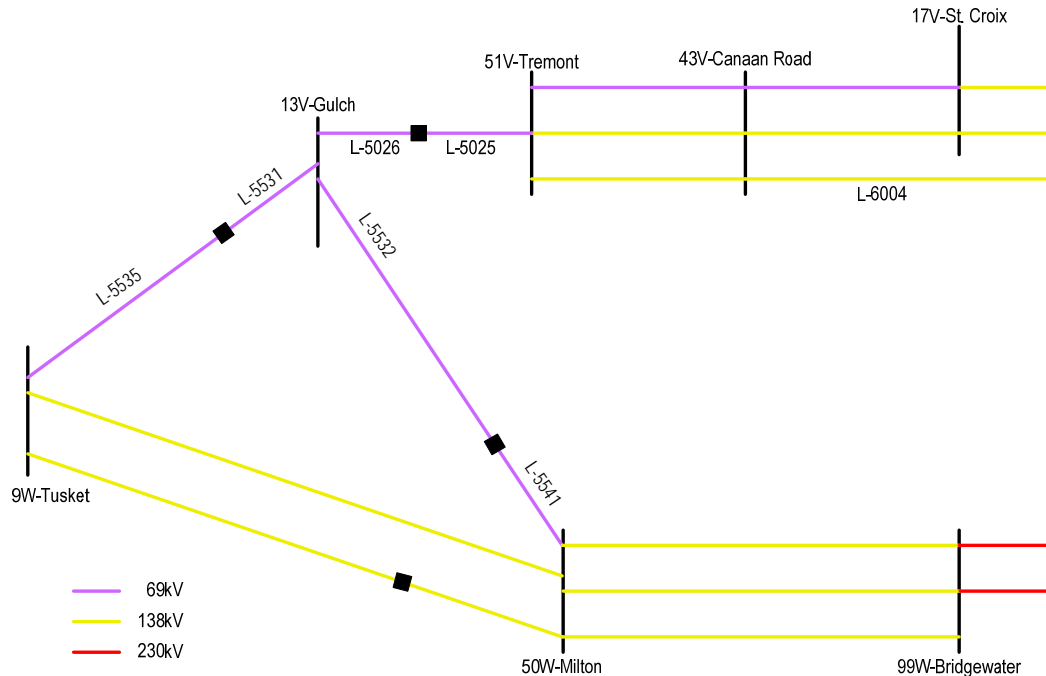 17V-St. Croix
51V-Tremont
43V-Canaan Road
13V-Gulch
L-5026
L-5025
L-5531
L-6004
L-5532
L-5535
L-5541
9W-Tusket
69kV
138kV
230kV
50W-Milton
99W-Bridgewater